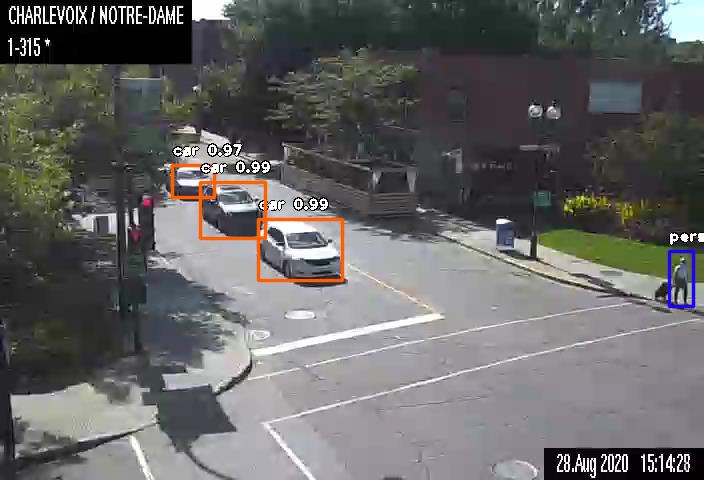 CHARLEVOIX / NOTRE-DAME
1-315 *
car 0.97
car 0.99
car 0.99
pers
28.Aug 2020 15:14:28